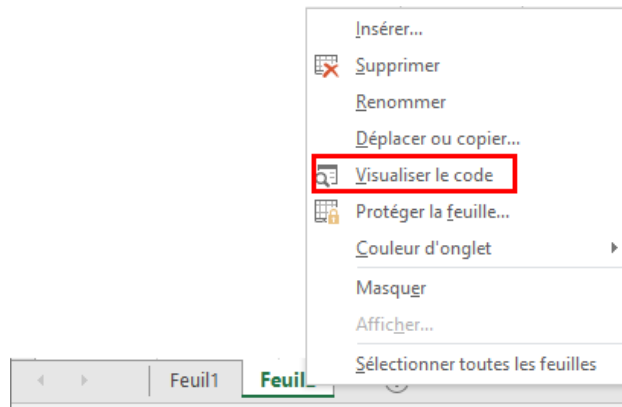 Insérer...
Supprimer
Renommer
Déplacer ou copier...
Visualiser le code
Protéger la feuille...
Couleur d'onglet
Masquer
Afficher...
Sélectionner toutes les feuilles
Feuil1